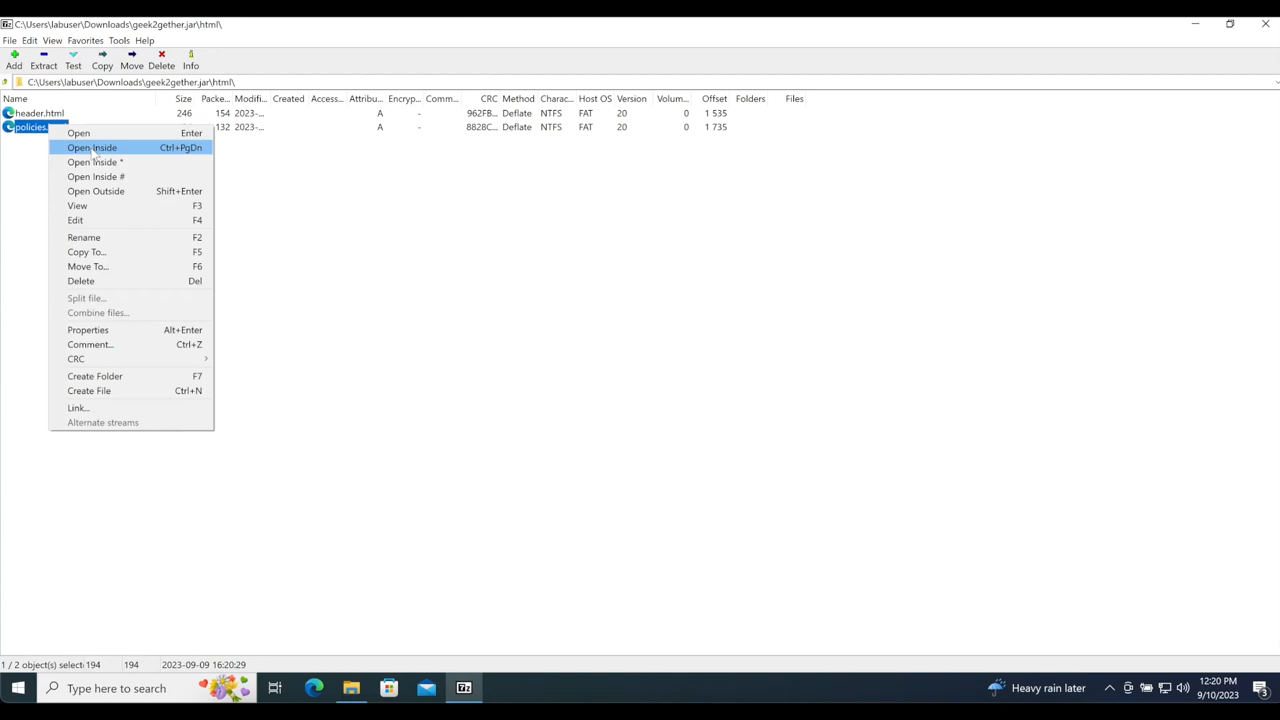 C:\Users\labuser\Downloads\geek2gether.jar\html\
File Edit View Favorites Tools Help
Add Extract Test Copy Move Delete Info
C:\Users\labuser\Downloads\geek2gether.jar\html\
Name Size Packe... Modifi... Created Access... Attribu... Encryp... Comm... CRC Method Charac... Host OS Version Volum... Offset Folders Files
header.html 246 154 2023-... A - 962FB... Deflate NTFS FAT 20 0 1 535
policies. 132 2023-... A - 8828C... Deflate NTFS FAT 20 0 1 735
Open Enter
Open Inside Ctrl+PgDn
Open Inside *
Open Inside #
Open Outside Shift+Enter
View F3
Edit F4
Rename F2
Copy To... F5
Move To... F6
Delete Del
Split file...
Combine files...
Properties Alt+Enter
Comment... Ctrl+Z
CRC
Create Folder F7
Create File Ctrl+N
Link...
Alternate streams
1 / 2 object(s) select 194 194 2023-09-09 16:20:29
Type here to search 7z Heavy rain later 12:20 PM
9/10/2023 3